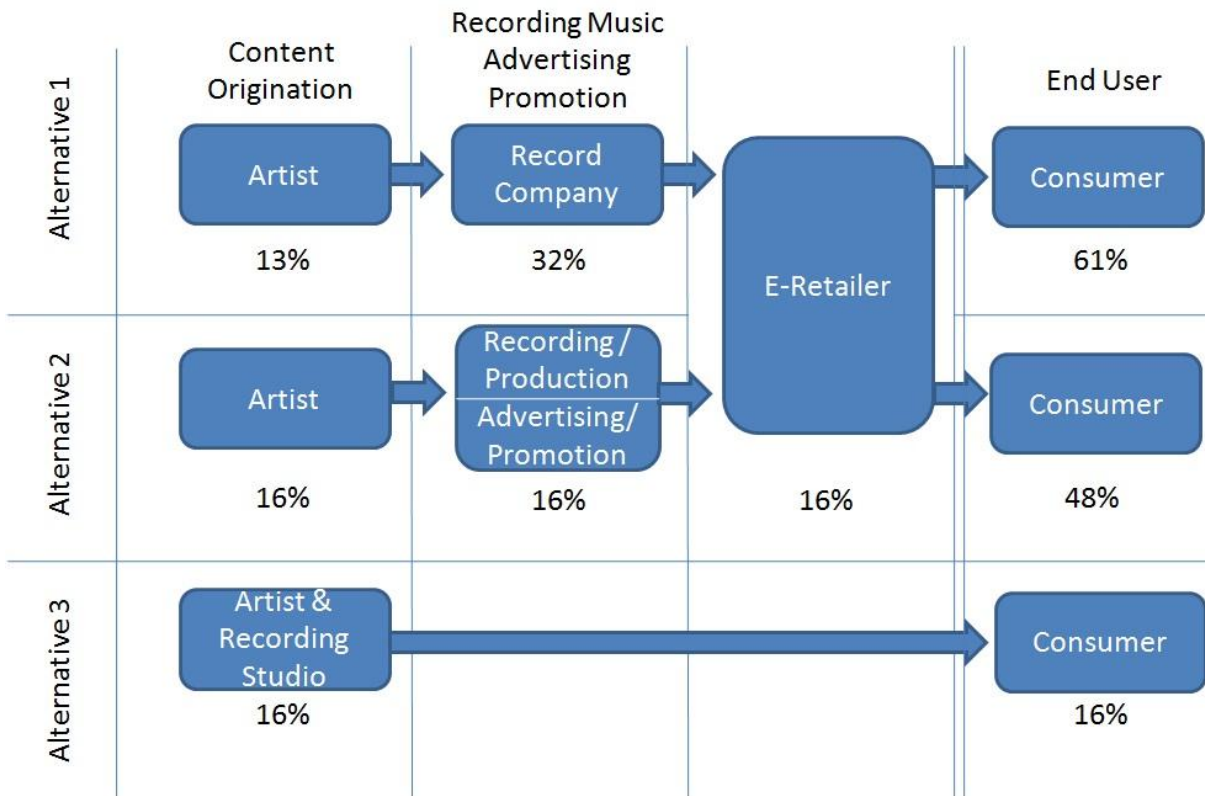 Content
Origination
Recording Music
Advertising
Promotion
End User
Alternative 1
Artist
Record
Company
E-Retailer
Consumer
13%
32%
61%
Alternative 2
Artist
Recording /
Production
Advertising/
Promotion
Consumer
16%
16%
16%
48%
Alternative 3
Artist &
Recording
Studio
Consumer
16%
16%